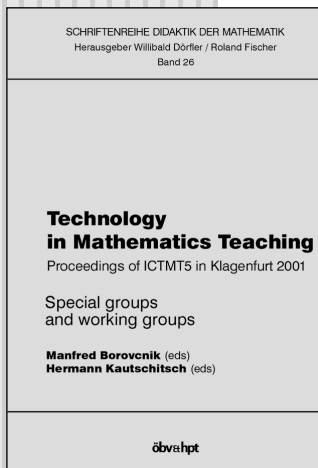 SCHRIFTENREIHE DIDAKTIK DER MATHEMATIK
Herausgeber Willibald Dörfler / Roland Fischer
Band 26
Technology
in Mathematics Teaching
Proceedings of ICTMT5 in Klagenfurt 2001
Special groups
and working groups
Manfred Borovcnik (eds)
Hermann Kautschitsch (eds)
öbv&hpt